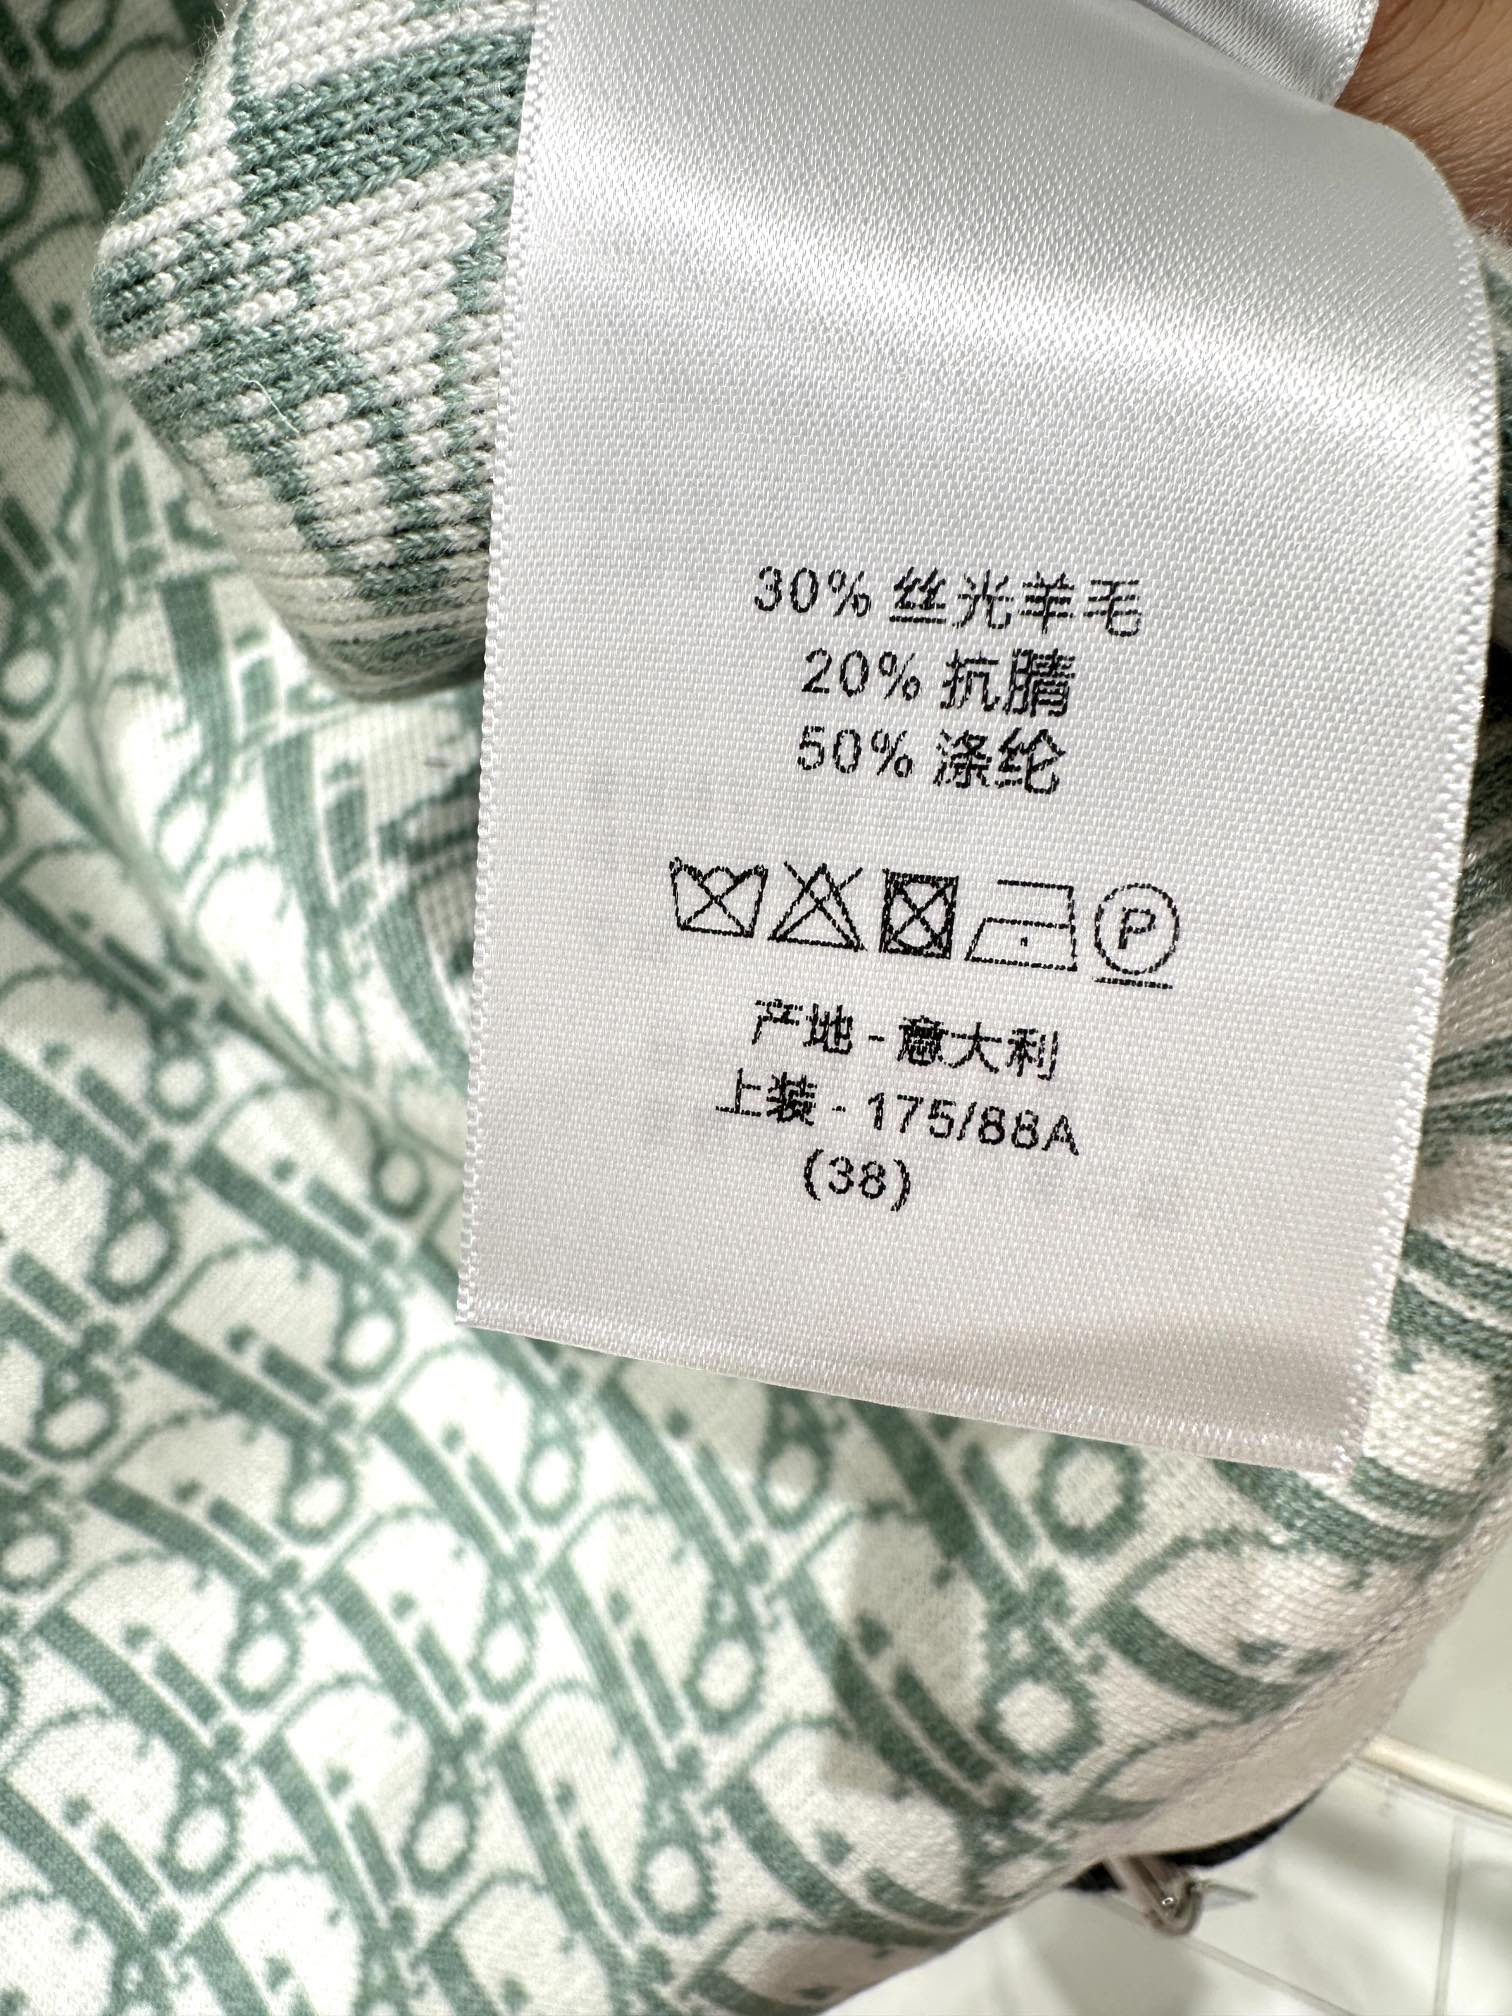 30% 丝光羊毛
20% 抗腈
50% 涤纶
P
产地 - 意大利
上装 - 175/88A
(38)